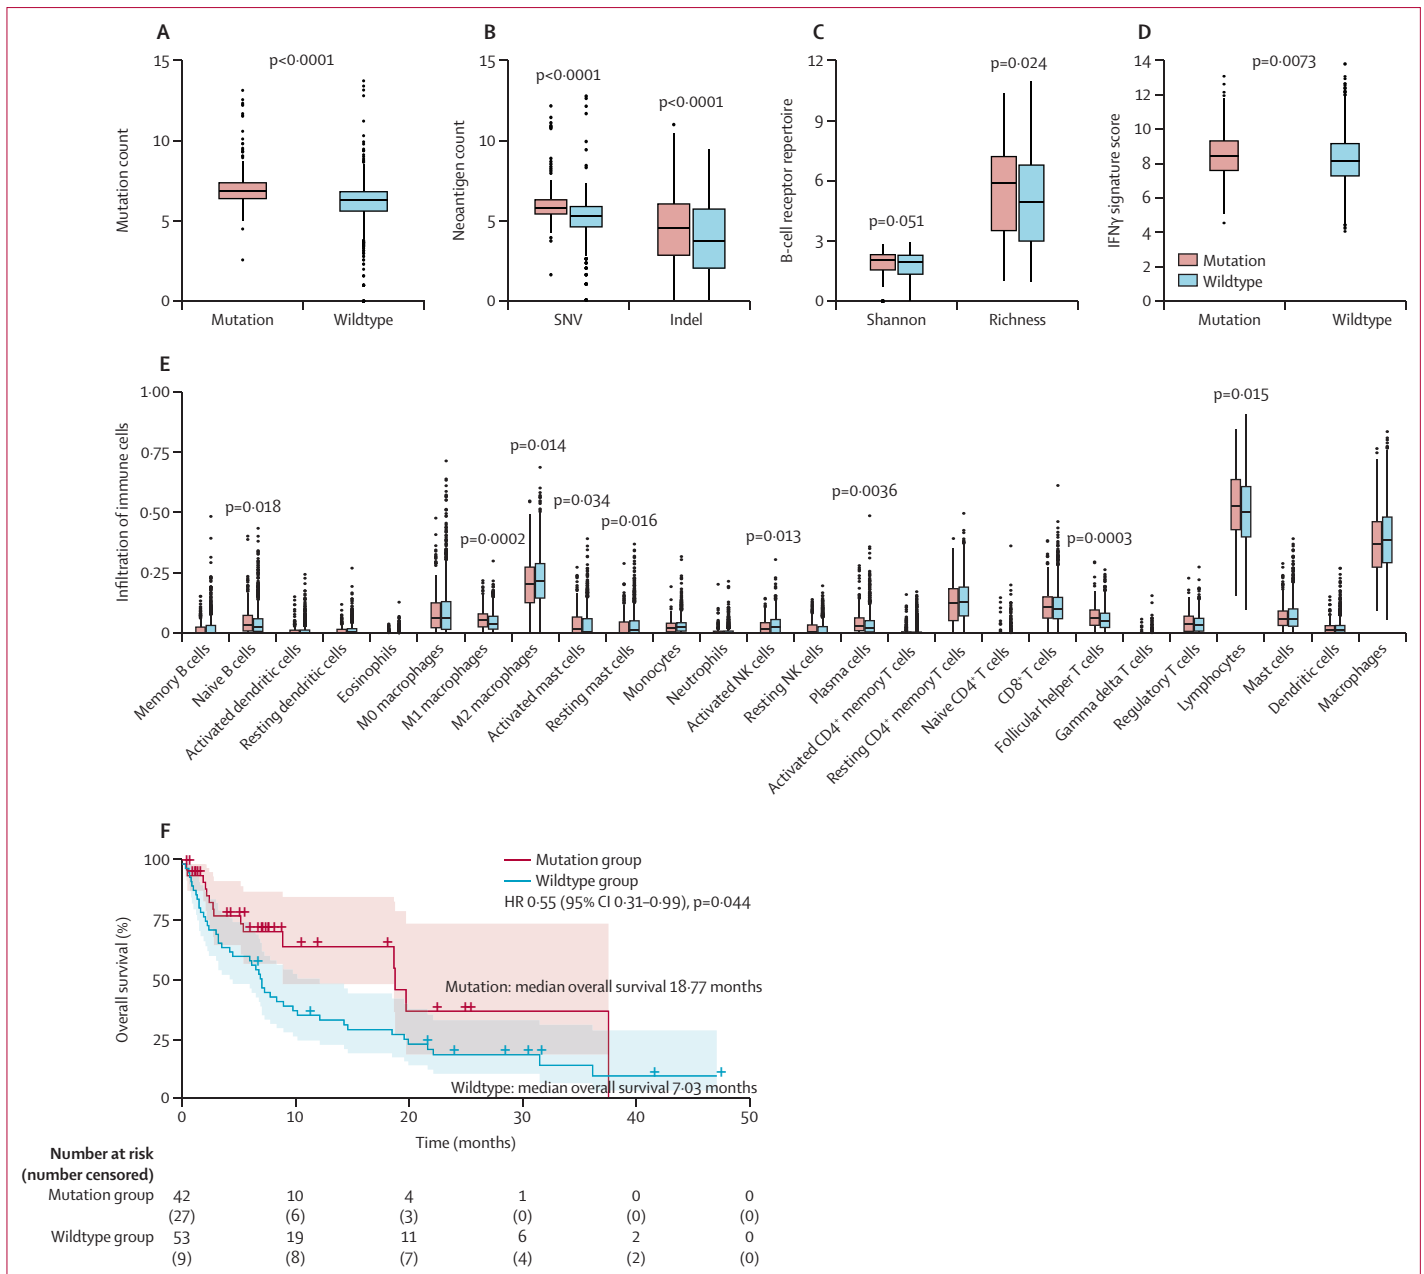 A
p<0·0001
Mutation count
15
10
5
0
Mutation
Wildtype
B
p<0·0001
p<0·0001
Neoantigen count
15
10
5
0
SNV
Indel
C
p=0·024
p=0·051
B-cell receptor repertoire
12
9
6
3
0
Shannon
Richness
D
p=0·0073
IFNγ signature score
14
12
10
8
6
4
2
0
Mutation
Wildtype
Mutation
Wildtype
E
Infiltration of immune cells
1·00
0·75
0·50
0·25
0
p=0·018
p=0·0002
p=0·014
p=0·034
p=0·016
p=0·013
p=0·0036
p=0·0003
p=0·015
Memory B cells
Naive B cells
Activated dendritic cells
Resting dendritic cells
Eosinophils
M0 macrophages
M1 macrophages
M2 macrophages
Activated mast cells
Resting mast cells
Monocytes
Neutrophils
Activated NK cells
Resting NK cells
Plasma cells
Activated CD4⁺ memory T cells
Resting CD4⁺ memory T cells
Naive CD4⁺ T cells
CD8⁺ T cells
Follicular helper T cells
Gamma delta T cells
Regulatory T cells
Lymphocytes
Mast cells
Dendritic cells
Macrophages
F
Overall survival (%)
100
75
50
25
0
Mutation group
Wildtype group
HR 0·55 (95% CI 0·31–0·99), p=0·044
Mutation: median overall survival 18·77 months
Wildtype: median overall survival 7·03 months
0 10 20 30 40 50
Time (months)
Number at risk
(number censored)
Mutation group 42 10 4 1 0 0
(27) (6) (3) (0) (0) (0)
Wildtype group 53 19 11 6 2 0
(9) (8) (7) (4) (2) (0)